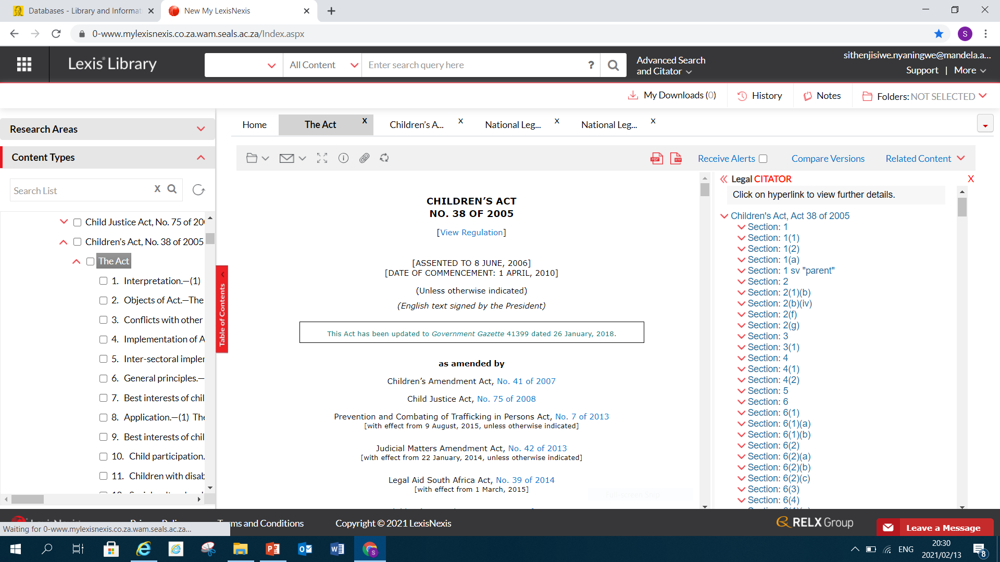 Databases - Library and Informat
New My LexisNexis
0-www.mylexisnexis.co.za.wam.seals.ac.za/Index.aspx
S
Lexis® Library
All Content
Enter search query here
?
Advanced Search
and Citator
sithenjisiwe.nyaningwe@mandela.a...
Support | More
My Downloads (0)
History
Notes
Folders: NOT SELECTED
Research Areas
Content Types
Search List
X
Child Justice Act, No. 75 of 20
Children's Act, No. 38 of 2005
The Act
1. Interpretation.—(1)
2. Objects of Act.—The
3. Conflicts with other
4. Implementation of A
5. Inter-sectoral impler
6. General principles.—
7. Best interests of chil
8. Application.—(1) The
9. Best interests of chil
10. Child participation.
11. Children with disab
Table of Contents
Home
The Act X
Children's A... X
National Leg... X
National Leg... X
Receive Alerts
Compare Versions
Related Content
CHILDREN'S ACT
NO. 38 OF 2005
[View Regulation]
[ASSENTED TO 8 JUNE, 2006]
[DATE OF COMMENCEMENT: 1 APRIL, 2010]
(Unless otherwise indicated)
(English text signed by the President)
This Act has been updated to Government Gazette 41399 dated 26 January, 2018.
as amended by
Children's Amendment Act, No. 41 of 2007
Child Justice Act, No. 75 of 2008
Prevention and Combating of Trafficking in Persons Act, No. 7 of 2013
[with effect from 9 August, 2015, unless otherwise indicated]
Judicial Matters Amendment Act, No. 42 of 2013
[with effect from 22 January, 2014, unless otherwise indicated]
Legal Aid South Africa Act, No. 39 of 2014
[with effect from 1 March, 2015]
Full-screen Snip
Legal CITATOR
X
Click on hyperlink to view further details.
Children's Act, Act 38 of 2005
Section: 1
Section: 1(1)
Section: 1(2)
Section: 1(a)
Section: 1 sv "parent"
Section: 2
Section: 2(1)(b)
Section: 2(b)(iv)
Section: 2(f)
Section: 2(g)
Section: 3
Section: 3(1)
Section: 4
Section: 4(1)
Section: 4(2)
Section: 5
Section: 6
Section: 6(1)
Section: 6(1)(a)
Section: 6(1)(b)
Section: 6(2)
Section: 6(2)(a)
Section: 6(2)(b)
Section: 6(2)(c)
Section: 6(3)
Section: 6(4)
Terms and Conditions
Copyright © 2021 LexisNexis
RELX Group
Leave a Message
Waiting for 0-www.mylexisnexis.co.za.wam.seals.ac.za...
ENG
20:30
2021/02/13
8